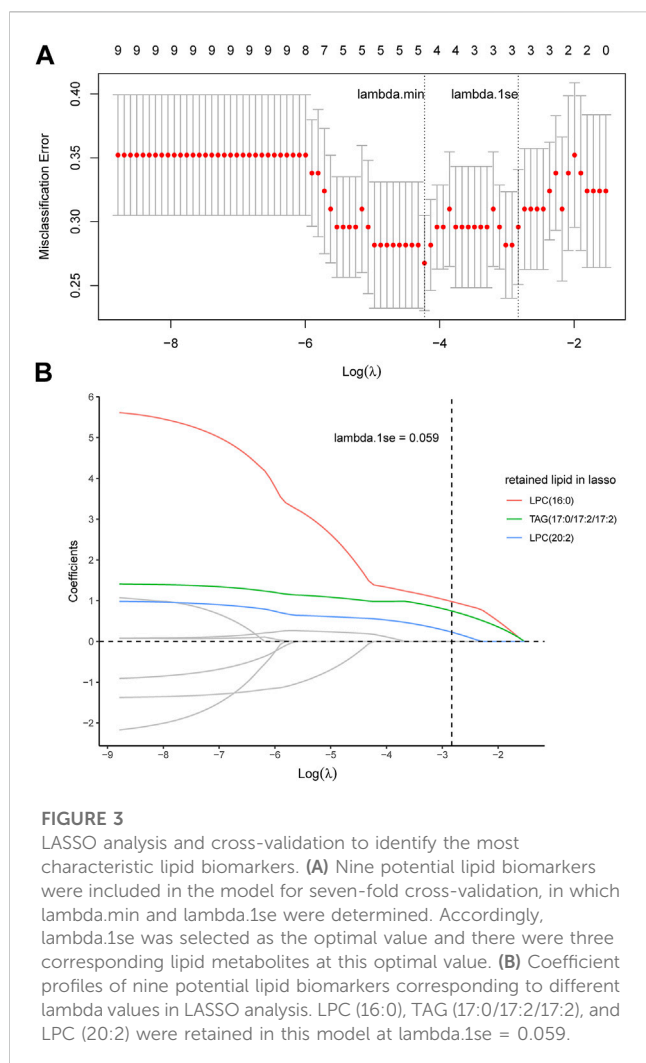 A
9 9 9 9 9 9 9 9 9 9 9 9 9 9 9 8 7 5 5 5 5 5 5 4 4 3 3 3 3 2 2 0
lambda.min lambda.1se
0.40
0.35
0.30
0.25
Misclassification Error
−8 −6 −4 −2
Log(λ)
B
6
5
4
3
2
1
0
−1
−2
Coefficients
lambda.1se = 0.059
retained lipid in lasso
LPC(16:0)
TAG(17:0/17:2/17:2)
LPC(20:2)
−9 −8 −7 −6 −5 −4 −3 −2
Log(λ)
FIGURE 3
LASSO analysis and cross-validation to identify the most
characteristic lipid biomarkers. (A) Nine potential lipid biomarkers
were included in the model for seven-fold cross-validation, in which
lambda.min and lambda.1se were determined. Accordingly,
lambda.1se was selected as the optimal value and there were three
corresponding lipid metabolites at this optimal value. (B) Coefficient
profiles of nine potential lipid biomarkers corresponding to different
lambda values in LASSO analysis. LPC (16:0), TAG (17:0/17:2/17:2), and
LPC (20:2) were retained in this model at lambda.1se = 0.059.